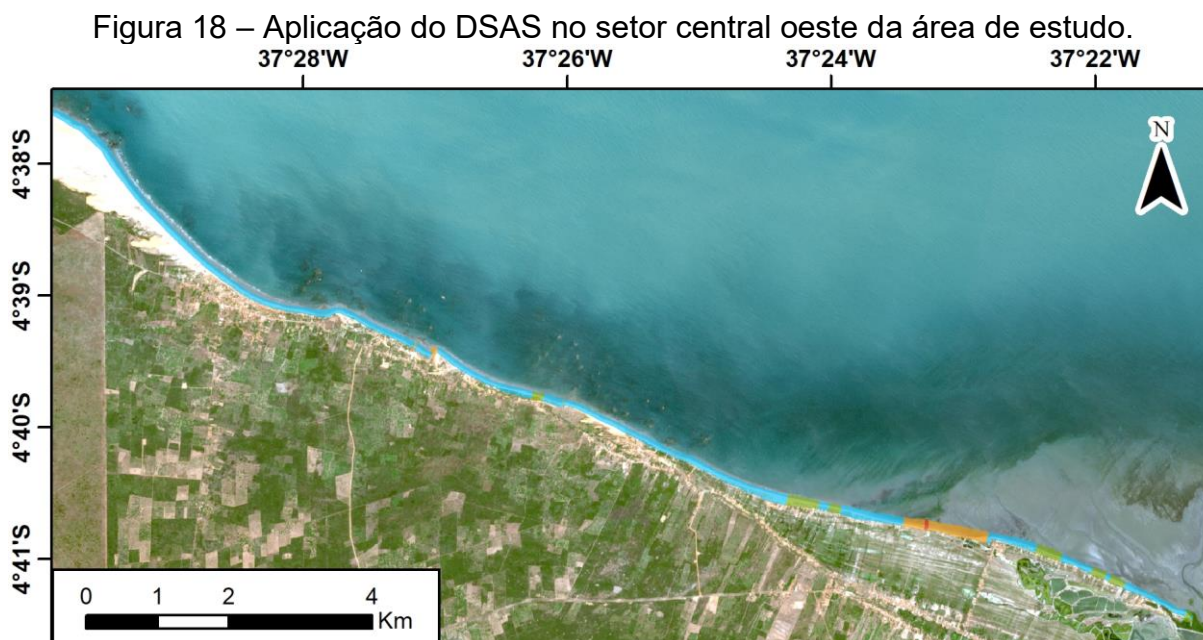 Figura 18 – Aplicação do DSAS no setor central oeste da área de estudo.
37°28'W 37°26'W 37°24'W 37°22'W
N
4°38'S
4°39'S
4°40'S
4°41'S
0 1 2 4 Km